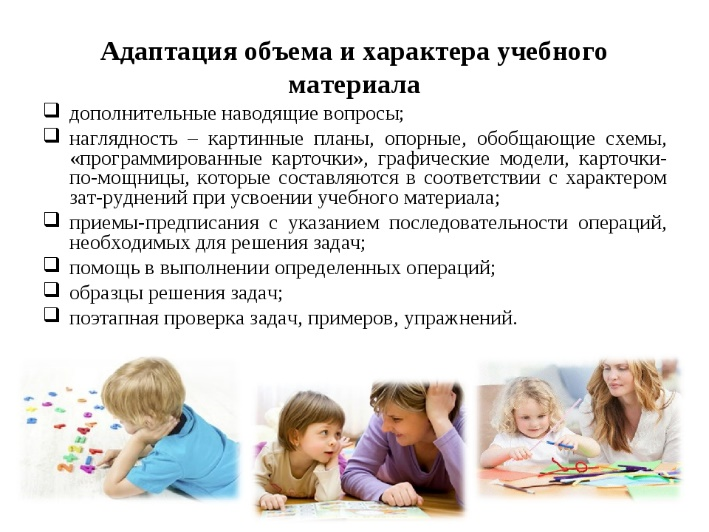 Адаптация объема и характера учебного
материала
❑ дополнительные наводящие вопросы;
❑ наглядность – картинные планы, опорные, обобщающие схемы,
«программированные карточки», графические модели, карточки-
по-мощницы, которые составляются в соответствии с характером
зат-руднений при усвоении учебного материала;
❑ приемы-предписания с указанием последовательности операций,
необходимых для решения задач;
❑ помощь в выполнении определенных операций;
❑ образцы решения задач;
❑ поэтапная проверка задач, примеров, упражнений.